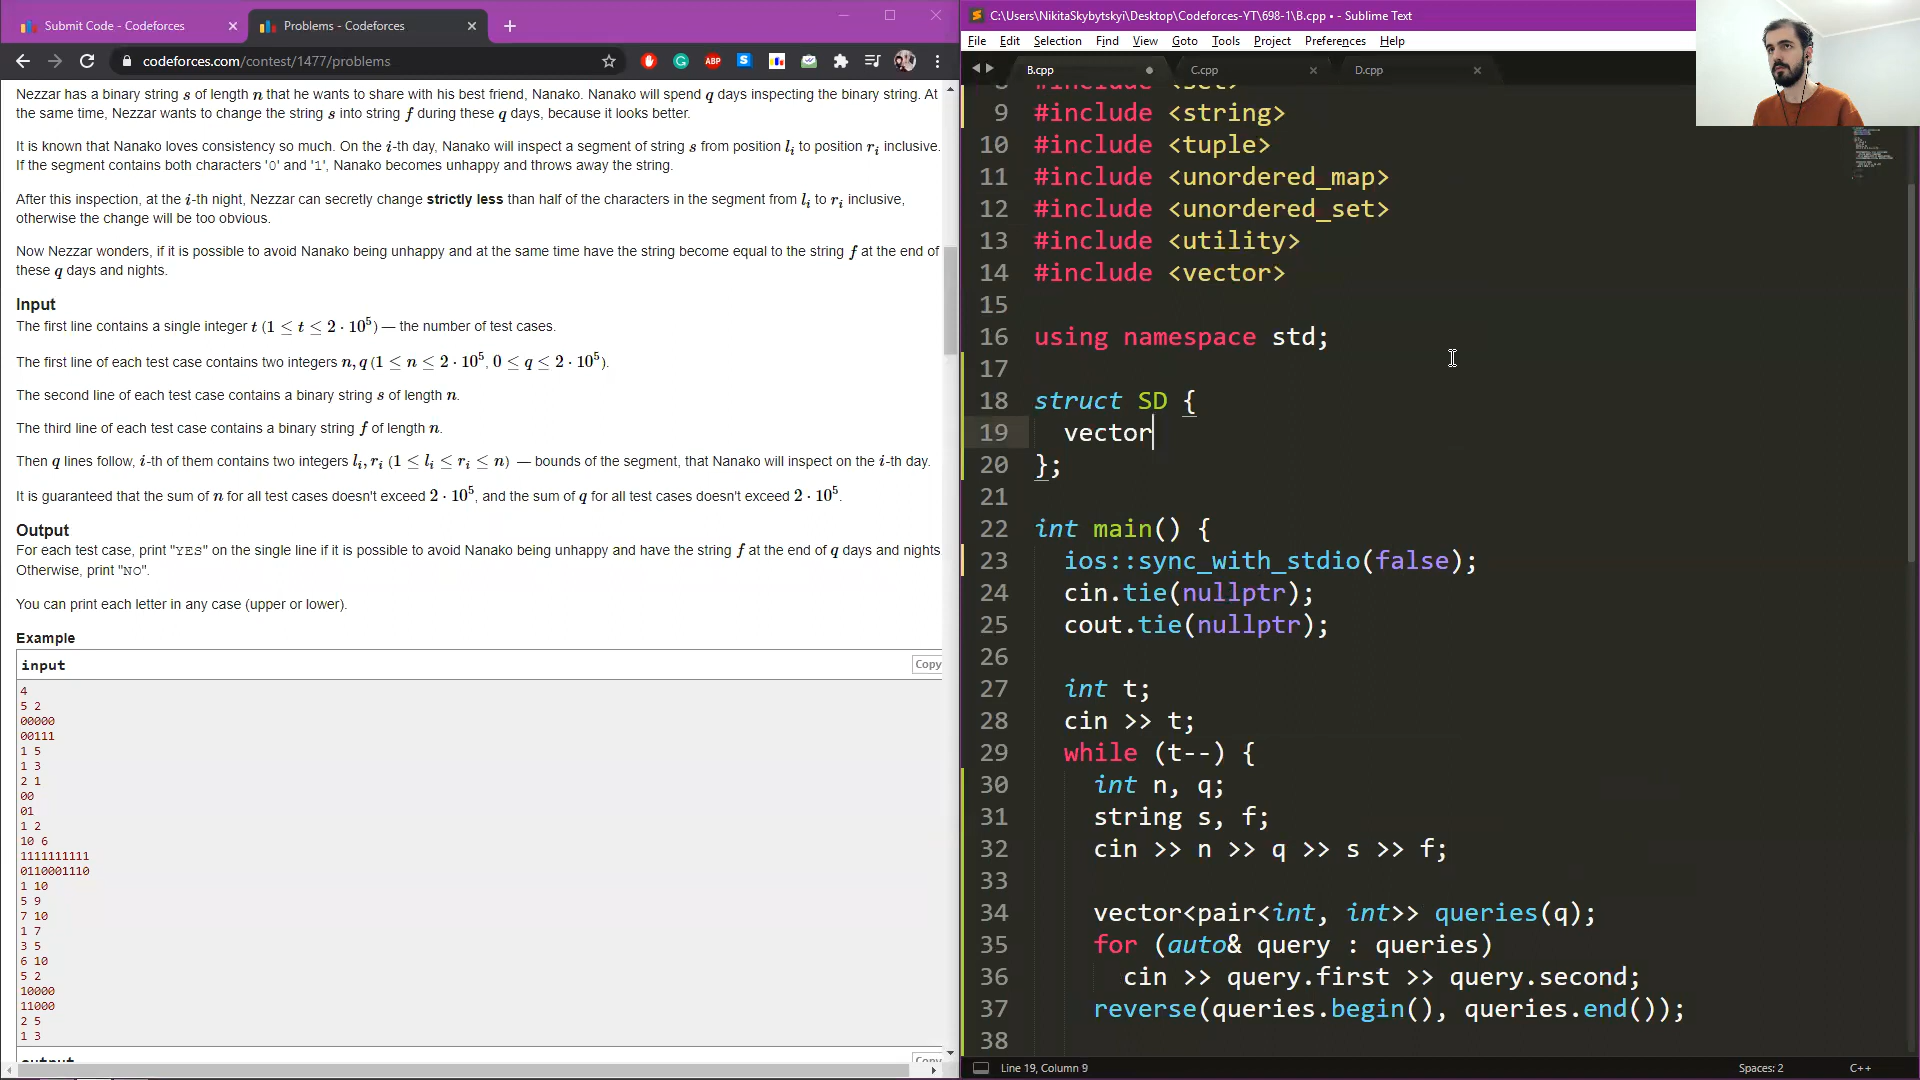 Submit Code - Codeforces
Problems - Codeforces
codeforces.com/contest/1477/problems
Nezzar has a binary string s of length n that he wants to share with his best friend, Nanako. Nanako will spend q days inspecting the binary string. At
the same time, Nezzar wants to change the string s into string f during these q days, because it looks better.
It is known that Nanako loves consistency so much. On the i-th day, Nanako will inspect a segment of string s from position lᵢ to position rᵢ inclusive.
If the segment contains both characters '0' and '1', Nanako becomes unhappy and throws away the string.
After this inspection, at the i-th night, Nezzar can secretly change strictly less than half of the characters in the segment from lᵢ to rᵢ inclusive,
otherwise the change will be too obvious.
Now Nezzar wonders, if it is possible to avoid Nanako being unhappy and at the same time have the string become equal to the string f at the end of
these q days and nights.
Input
The first line contains a single integer t (1 ≤ t ≤ 2 · 10⁵) — the number of test cases.
The first line of each test case contains two integers n, q (1 ≤ n ≤ 2 · 10⁵, 0 ≤ q ≤ 2 · 10⁵).
The second line of each test case contains a binary string s of length n.
The third line of each test case contains a binary string f of length n.
Then q lines follow, i-th of them contains two integers lᵢ, rᵢ (1 ≤ lᵢ ≤ rᵢ ≤ n) — bounds of the segment, that Nanako will inspect on the i-th day.
It is guaranteed that the sum of n for all test cases doesn't exceed 2 · 10⁵, and the sum of q for all test cases doesn't exceed 2 · 10⁵.
Output
For each test case, print "YES" on the single line if it is possible to avoid Nanako being unhappy and have the string f at the end of q days and nights
Otherwise, print "NO".
You can print each letter in any case (upper or lower).
Example
input
Copy
4
5 2
00000
00111
1 5
1 3
2 1
00
01
1 2
10 6
1111111111
0110001110
1 10
5 9
7 10
1 7
3 5
6 10
5 2
10000
11000
2 5
1 3
output
Copy
C:\Users\NikitaSkybytskyi\Desktop\Codeforces-YT\698-1\B.cpp • - Sublime Text
File Edit Selection Find View Goto Tools Project Preferences Help
B.cpp
C.cpp
D.cpp
8 #include <set>
9 #include <string>
10 #include <tuple>
11 #include <unordered_map>
12 #include <unordered_set>
13 #include <utility>
14 #include <vector>
15
16 using namespace std;
17
18 struct SD {
19 vector
20 };
21
22 int main() {
23 ios::sync_with_stdio(false);
24 cin.tie(nullptr);
25 cout.tie(nullptr);
26
27 int t;
28 cin >> t;
29 while (t--) {
30 int n, q;
31 string s, f;
32 cin >> n >> q >> s >> f;
33
34 vector<pair<int, int>> queries(q);
35 for (auto& query : queries)
36 cin >> query.first >> query.second;
37 reverse(queries.begin(), queries.end());
38
Line 19, Column 9
Spaces: 2
C++